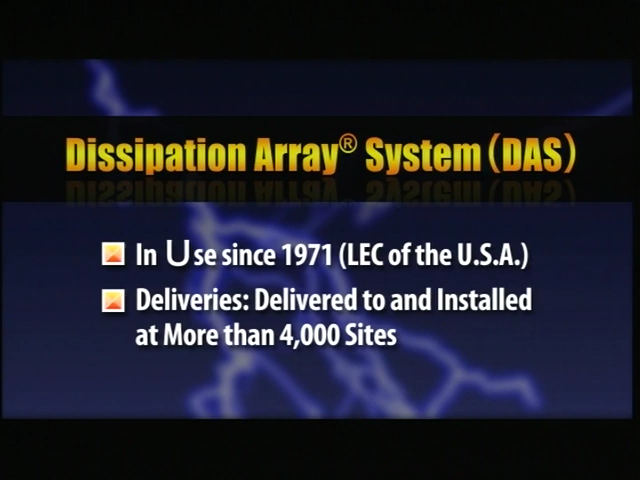 Dissipation Array® System (DAS)
In Use since 1971 (LEC of the U.S.A.)
Deliveries: Delivered to and Installed
at More than 4,000 Sites